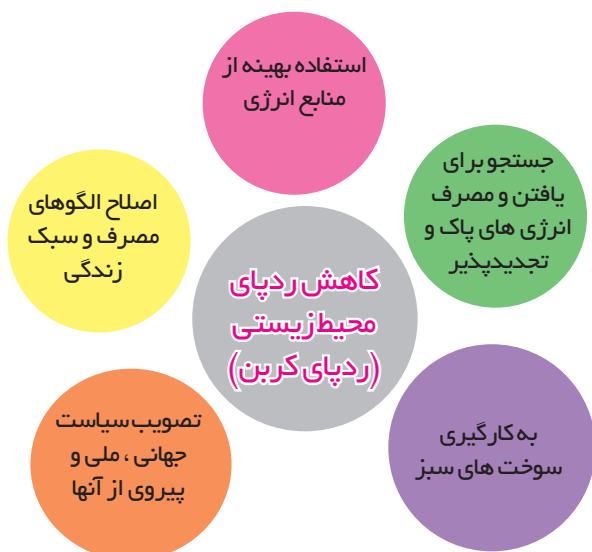 استفاده بهینه از
منابع انرژی
جستجو برای
یافتن و مصرف
انرژی های پاک و
تجدیدپذیر
اصلاح الگوهای
مصرف و سبک
زندگی
کاهش ردپای
محیط‌زیستی
(ردپای کربن)
به کارگیری
سوخت های سبز
تصویب سیاست
جهانی ، ملی و
پیروی از آنها